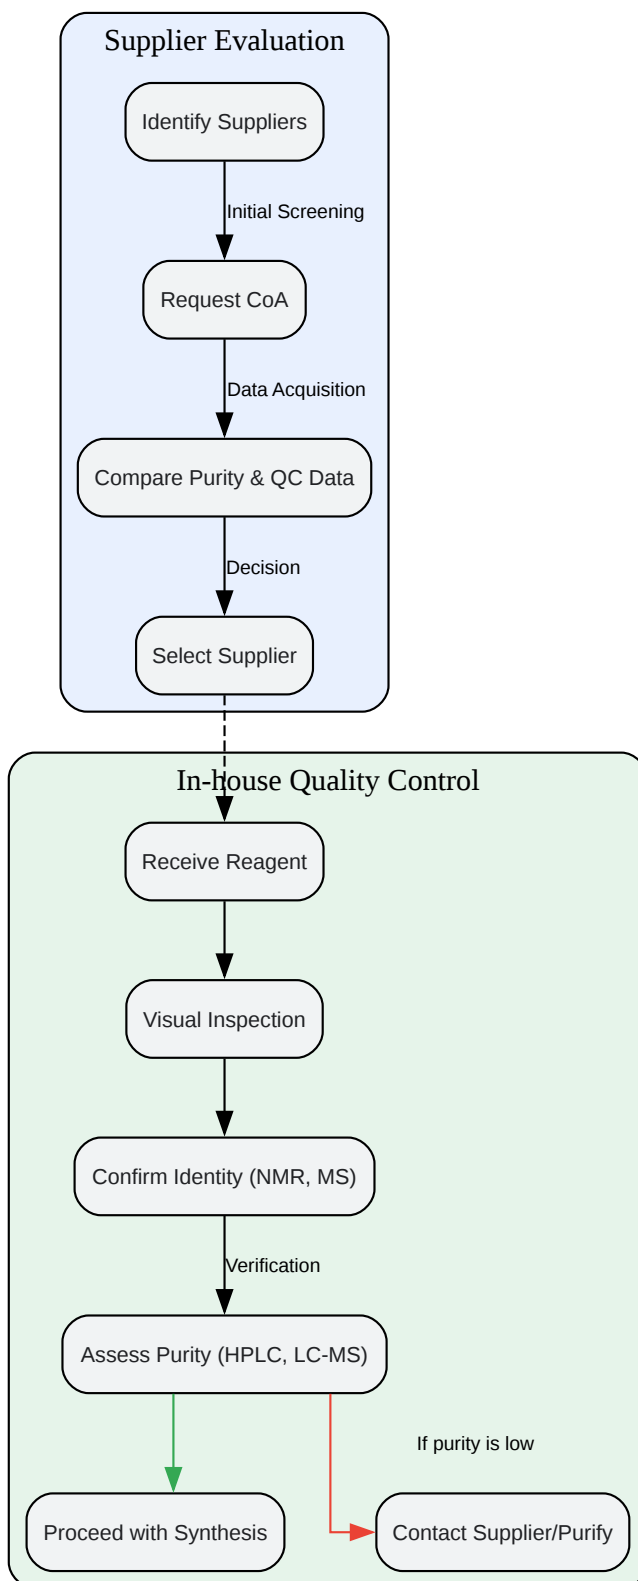 Supplier Evaluation
Identify Suppliers
Initial Screening
Request CoA
Data Acquisition
Compare Purity & QC Data
Decision
Select Supplier
In-house Quality Control
Receive Reagent
Visual Inspection
Confirm Identity (NMR, MS)
Verification
Assess Purity (HPLC, LC-MS)
If purity is low
Proceed with Synthesis
Contact Supplier/Purify